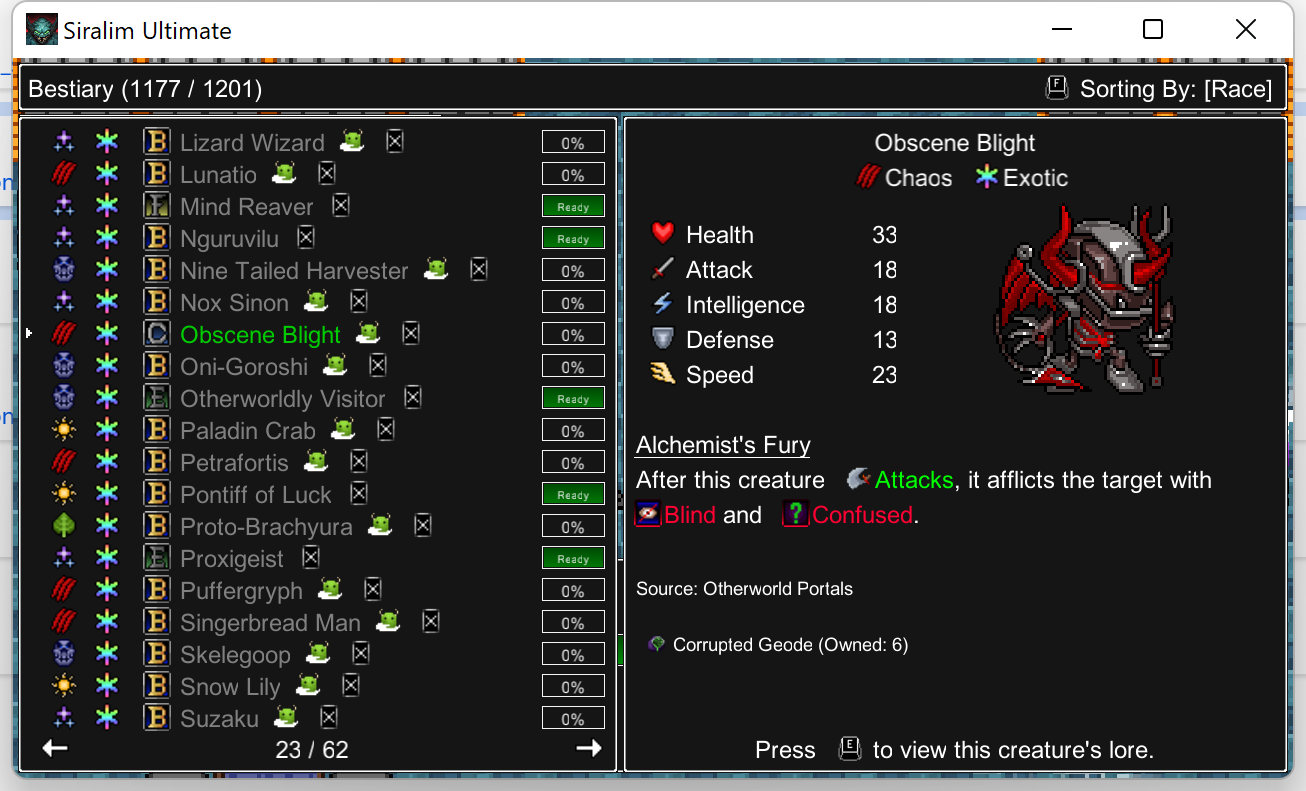 Siralim Ultimate
Bestiary (1177 / 1201)
F Sorting By: [Race]
B Lizard Wizard 0%
B Lunatio 0%
F Mind Reaver Ready
B Nguruvilu Ready
B Nine Tailed Harvester 0%
B Nox Sinon 0%
C Obscene Blight 0%
B Oni-Goroshi 0%
E Otherworldly Visitor Ready
B Paladin Crab 0%
B Petrafortis 0%
B Pontiff of Luck Ready
B Proto-Brachyura 0%
E Proxigeist Ready
B Puffergryph 0%
B Singerbread Man 0%
B Skelegoop 0%
B Snow Lily 0%
B Suzaku 0%
23 / 62
Obscene Blight
Chaos Exotic
Health 33
Attack 18
Intelligence 18
Defense 13
Speed 23
Alchemist's Fury
After this creature Attacks, it afflicts the target with
Blind and ? Confused.
Source: Otherworld Portals
Corrupted Geode (Owned: 6)
Press E to view this creature's lore.